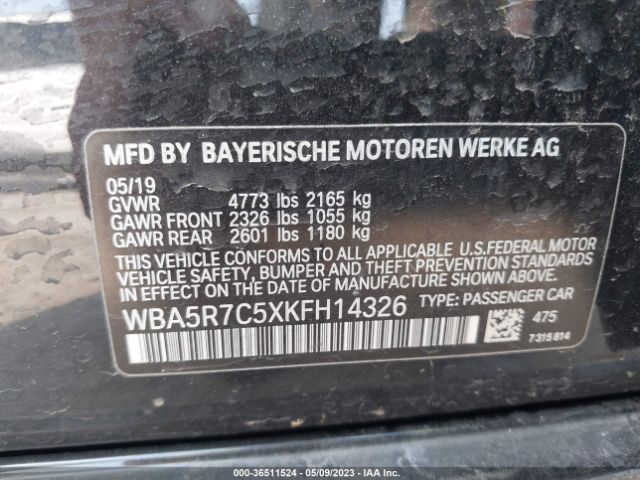 MFD BY BAYERISCHE MOTOREN WERKE AG
05/19
GVWR 4773 lbs 2165 kg
GAWR FRONT 2326 lbs 1055 kg
GAWR REAR 2601 lbs 1180 kg
THIS VEHICLE CONFORMS TO ALL APPLICABLE U.S.FEDERAL MOTOR
VEHICLE SAFETY, BUMPER AND THEFT PREVENTION STANDARDS
IN EFFECT ON THE DATE OF MANUFACTURE SHOWN ABOVE.
WBA5R7C5XKFH14326 TYPE: PASSENGER CAR
475
7315814
000-36511524 | 05/09/2023 | IAA Inc.